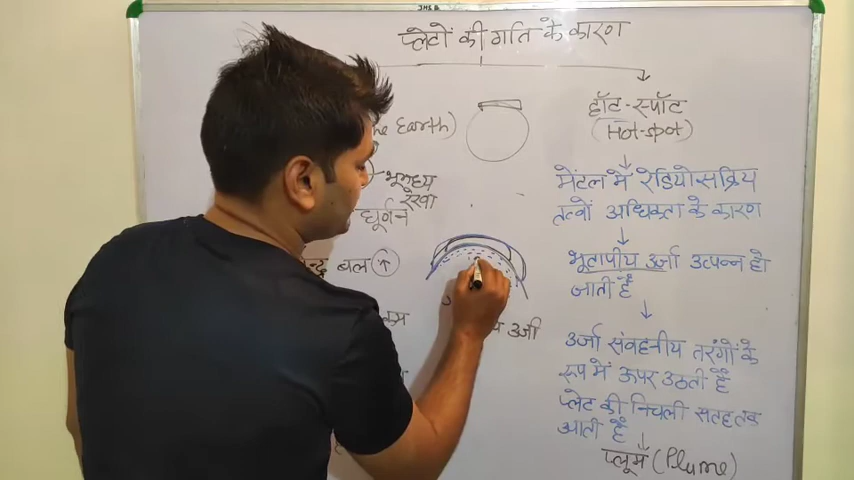 प्लेटों की गति के कारण
हॉट-स्पॉट
(Hot-spot)
Earth)
भूमध्य
रेखा
घूर्णन
बल ↑
ऊर्जा
मेंटल में रेडियोसक्रिय
तत्वों अधिकता के कारण
भूतापीय ऊर्जा उत्पन्न हो
जाती है
ऊर्जा संवहनीय तरंगों के
रूप में ऊपर उठती है
प्लेट की निचली सतह तक
आती है
प्लूम (Plume)